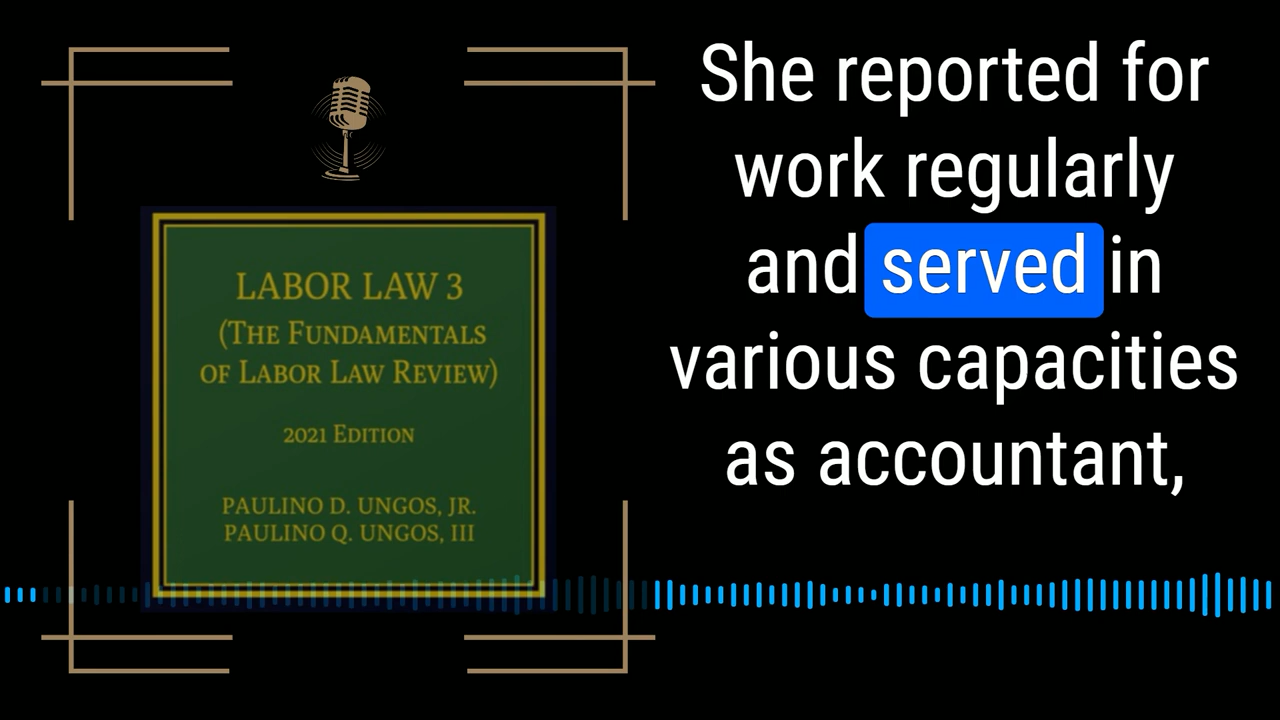 LABOR LAW 3
(THE FUNDAMENTALS
OF LABOR LAW REVIEW)
2021 EDITION
PAULINO D. UNGOS, JR.
PAULINO Q. UNGOS, III
She reported for
work regularly
and served in
various capacities
as accountant,